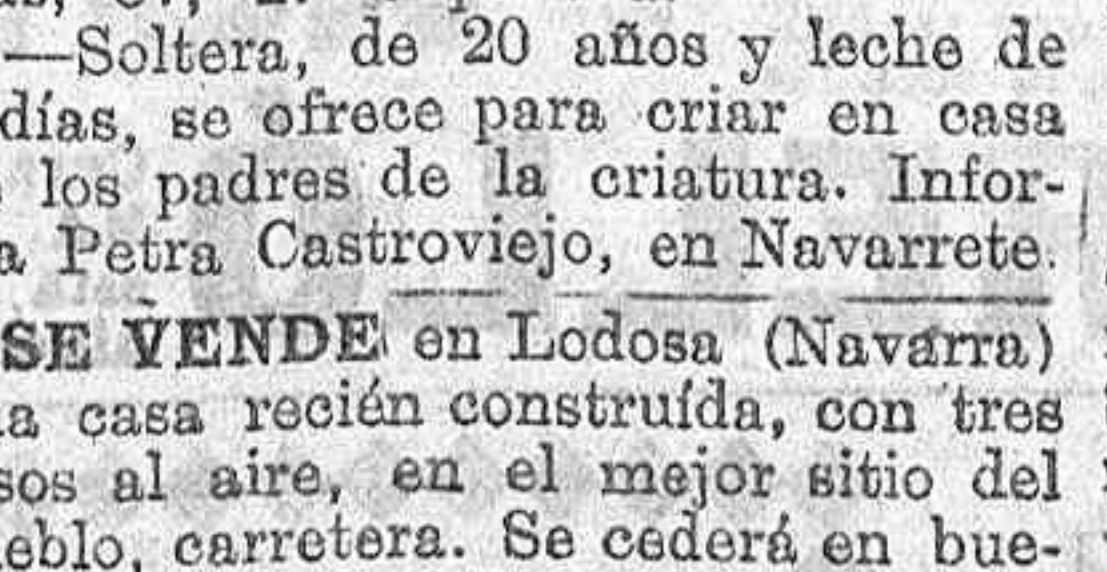 —Soltera, de 20 años y leche de
días, se ofrece para criar en casa
los padres de la criatura. Infor-
a Petra Castroviejo, en Navarrete.
SE VENDE en Lodosa (Navarra)
a casa recién construída, con tres
sos al aire, en el mejor sitio del
eblo, carretera. Se cederá en bue-